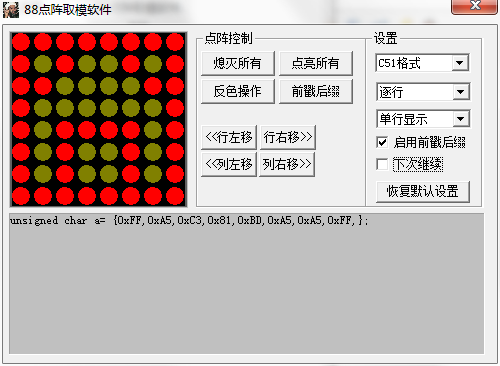 88点阵取模软件
点阵控制
熄灭所有 点亮所有
反色操作 前戳后缀
<<行左移 行右移>>
<<列左移 列右移>>
设置
C51格式
逐行
单行显示
启用前戳后缀
下次继续
恢复默认设置
unsigned char a= {0xFF,0xA5,0xC3,0x81,0xBD,0xA5,0xA5,0xFF,};